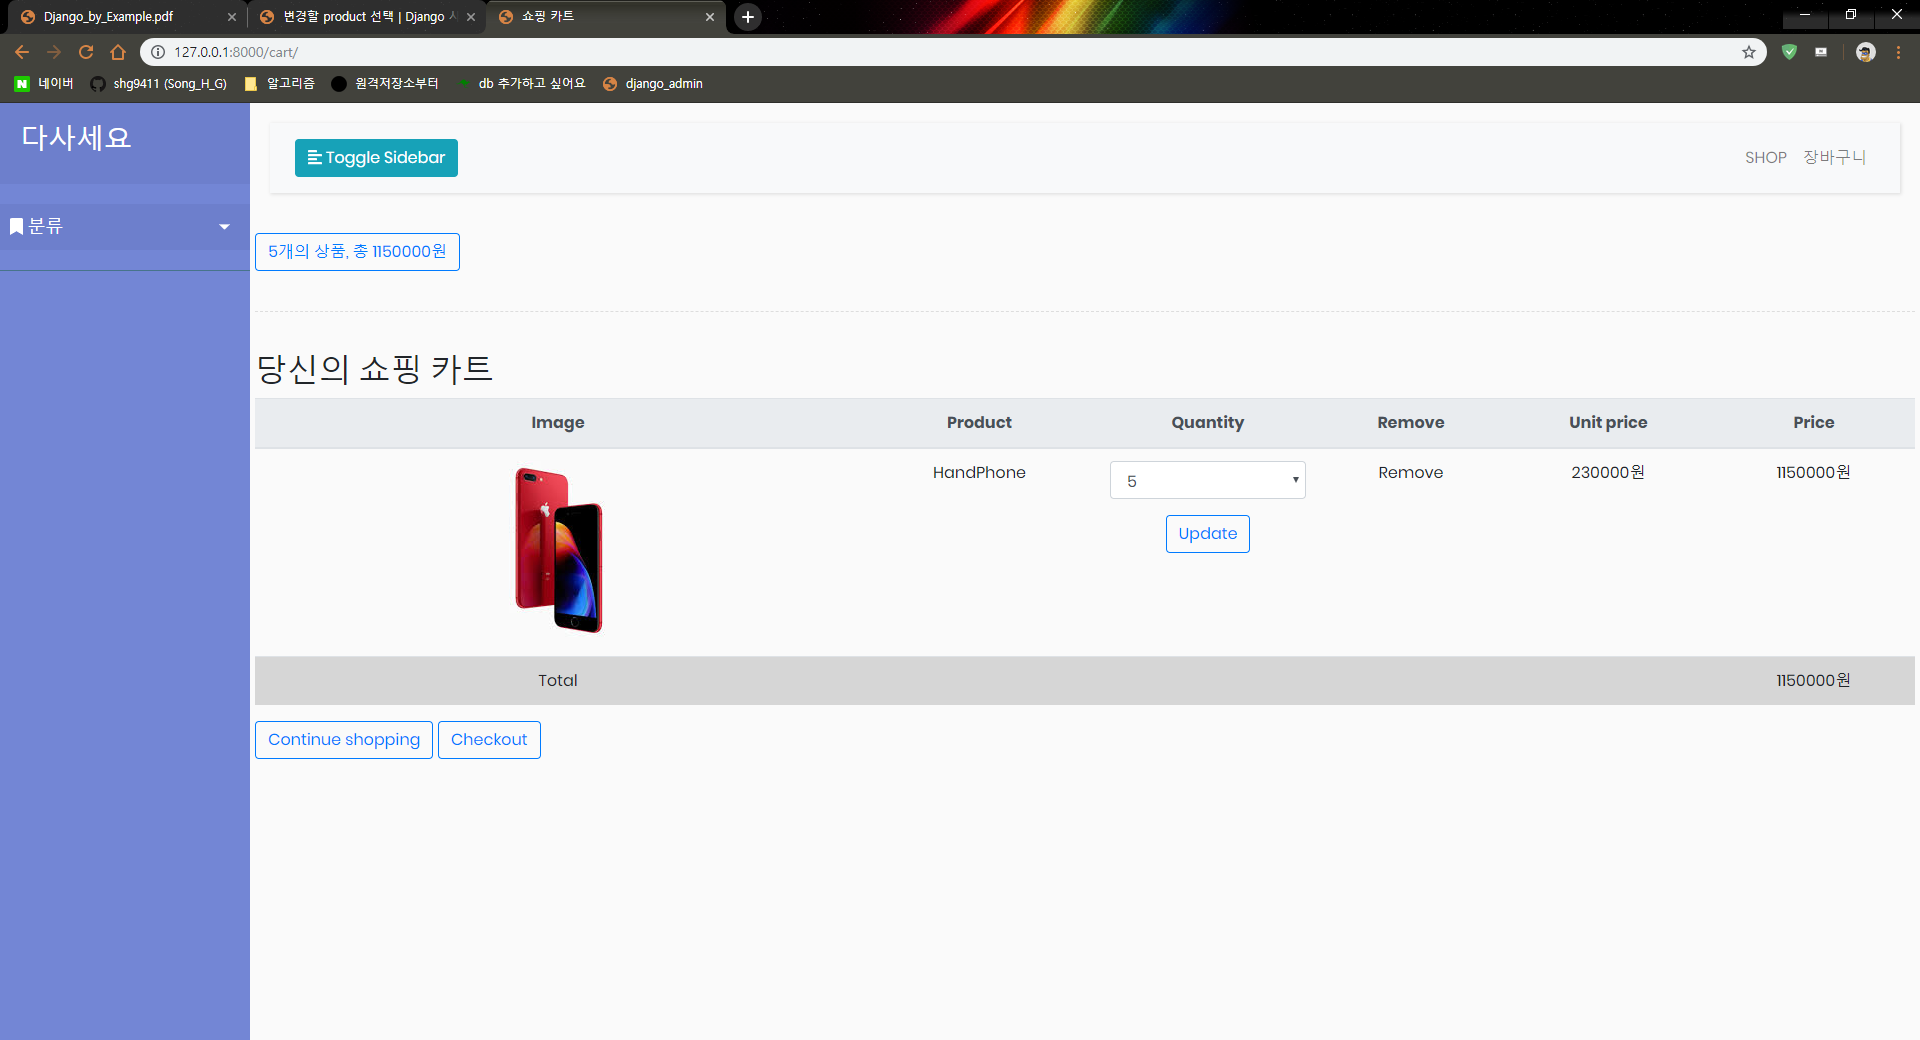 Django_by_Example.pdf
변경할 product 선택 | Django
쇼핑 카트
127.0.0.1:8000/cart/
N 네이버
shg9411 (Song_H_G)
알고리즘
원격저장소부터
db 추가하고 싶어요
django_admin
다사세요
Toggle Sidebar
SHOP 장바구니
분류
5개의 상품, 총 1150000원
당신의 쇼핑 카트
Image Product Quantity Remove Unit price Price
HandPhone 5 Remove 230000원 1150000원
Update
Total 1150000원
Continue shopping Checkout